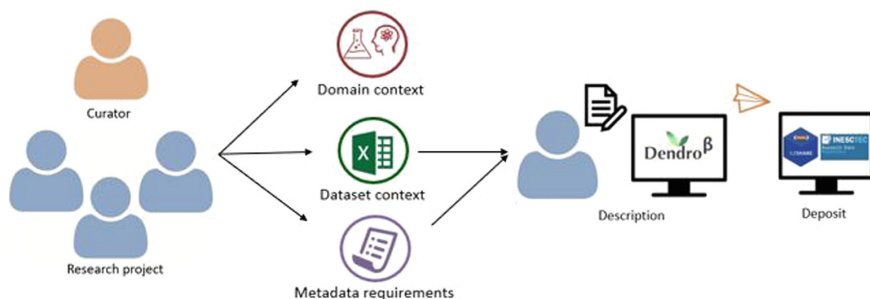 Curator
Research project
Domain context
X
Dataset context
Metadata requirements
Dendro β
Description
INESCTEC
Deposit